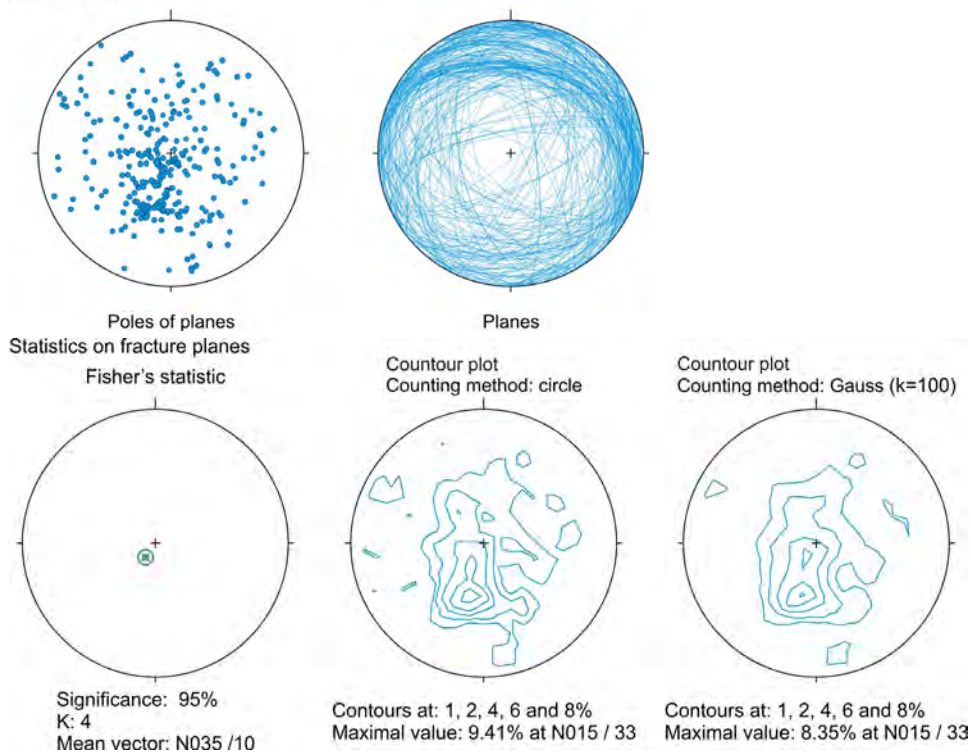 Poles of planes
Planes
Statistics on fracture planes
Fisher's statistic
Countour plot
Counting method: circle
Countour plot
Counting method: Gauss (k=100)
Significance: 95%
K: 4
Mean vector: N035 /10
Contours at: 1, 2, 4, 6 and 8%
Maximal value: 9.41% at N015 / 33
Contours at: 1, 2, 4, 6 and 8%
Maximal value: 8.35% at N015 / 33